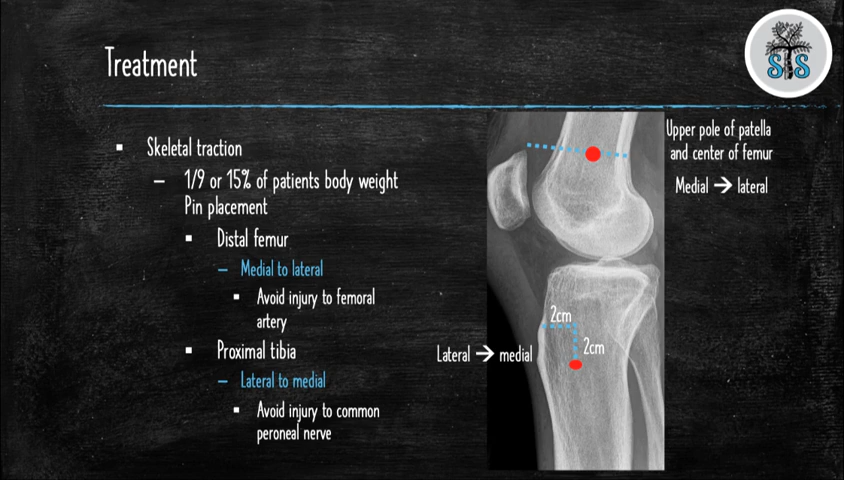 Treatment
STS
Skeletal traction
1/9 or 15% of patients body weight
Pin placement
Distal femur
Medial to lateral
Avoid injury to femoral
artery
Proximal tibia
Lateral to medial
Avoid injury to common
peroneal nerve
Upper pole of patella
and center of femur
Medial → lateral
2cm
2cm
Lateral → medial